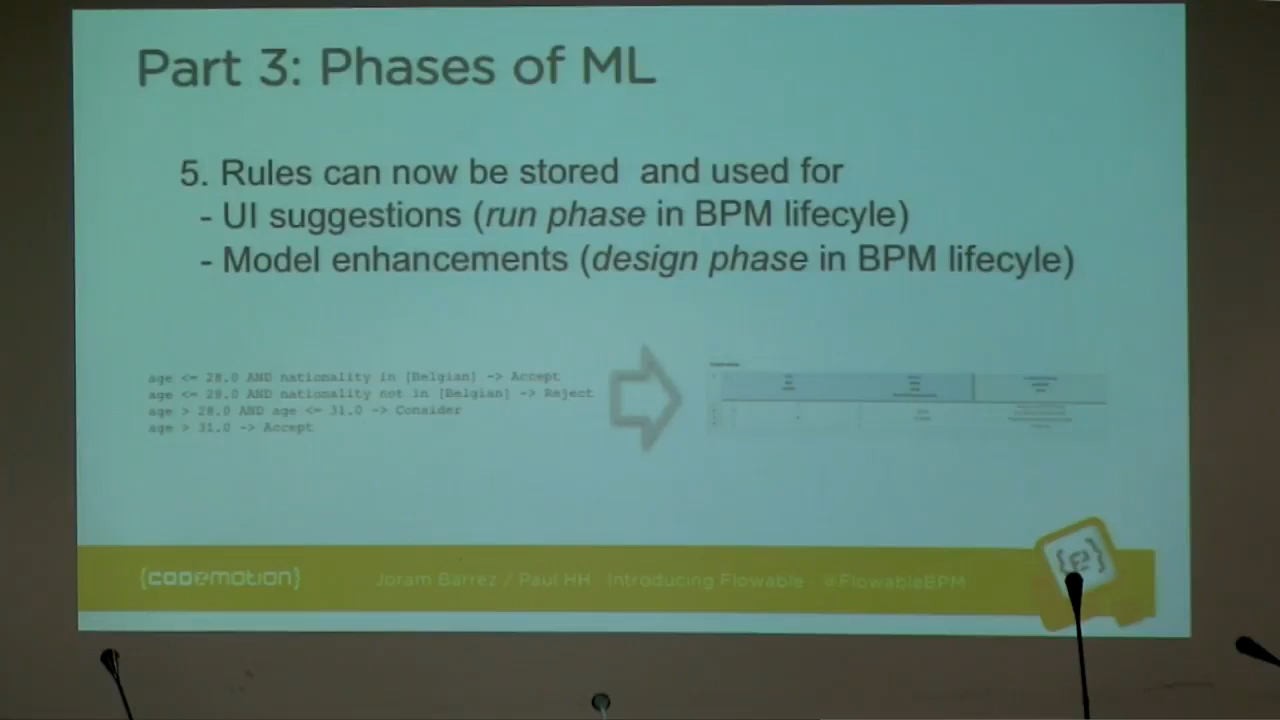 Part 3: Phases of ML
5. Rules can now be stored and used for
- UI suggestions (run phase in BPM lifecyle)
- Model enhancements (design phase in BPM lifecyle)
age <= 28.0 AND nationality in [Belgian] -> Accept
age <= 28.0 AND nationality not in [Belgian] -> Reject
age > 28.0 AND age <= 31.0 -> Consider
age > 31.0 -> Accept
{codemotion}
Joram Barrez / Paul HH Introducing Flowable @FlowableBPM
{e}